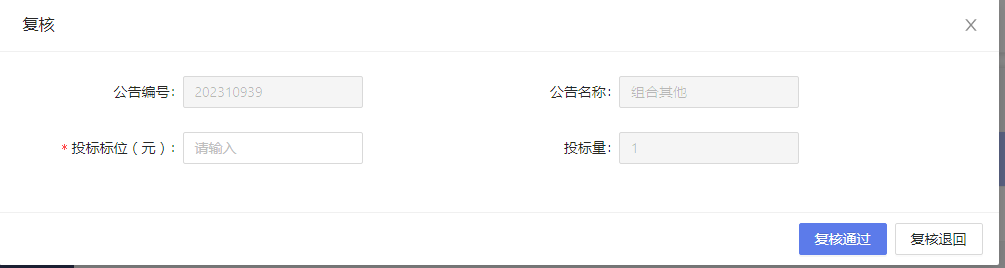 复核
公告编号： 202310939 公告名称： 组合其他
* 投标标位（元）： 请输入 投标量： 1
复核通过 复核退回